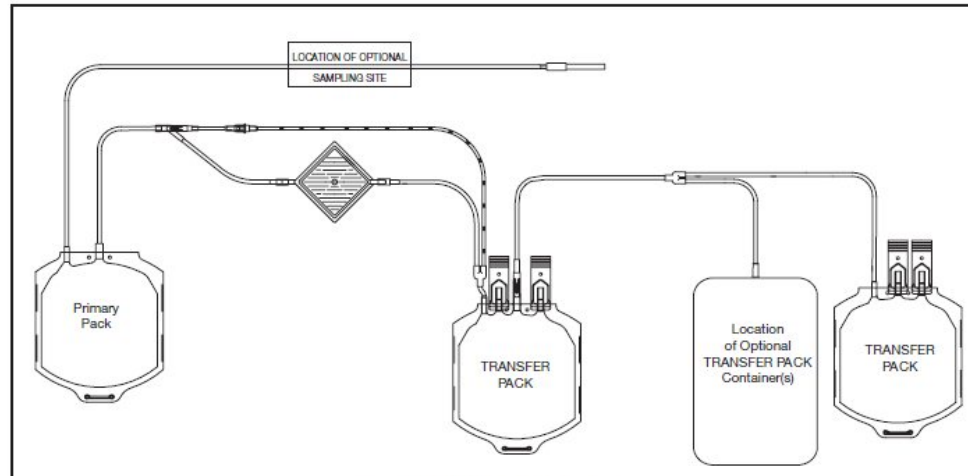 LOCATION OF OPTIONAL
SAMPLING SITE
Primary
Pack
TRANSFER
PACK
Location
of Optional
TRANSFER PACK
Container(s)
TRANSFER
PACK